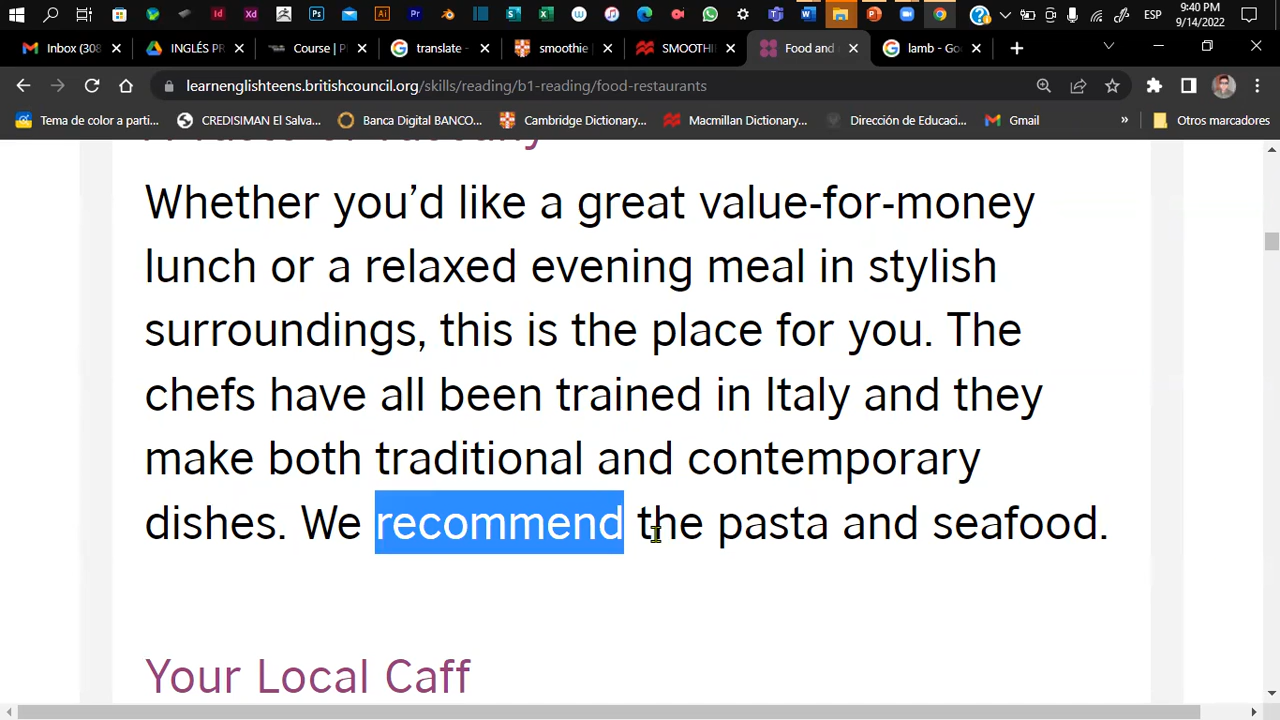 ESP
9:40 PM
9/14/2022
INGLÉS PR
Course | P
translate -
smoothie |
SMOOTHI
Food and
lamb - Go
learnenglishteens.britishcouncil.org/skills/reading/b1-reading/food-restaurants
Tema de color a parti...
CREDISIMAN El Salva...
Banca Digital BANCO...
Cambridge Dictionary...
Macmillan Dictionary...
Dirección de Educaci...
Gmail
»
Otros marcadores
Whether you'd like a great value-for-money
lunch or a relaxed evening meal in stylish
surroundings, this is the place for you. The
chefs have all been trained in Italy and they
make both traditional and contemporary
dishes. We recommend the pasta and seafood.
Your Local Caff